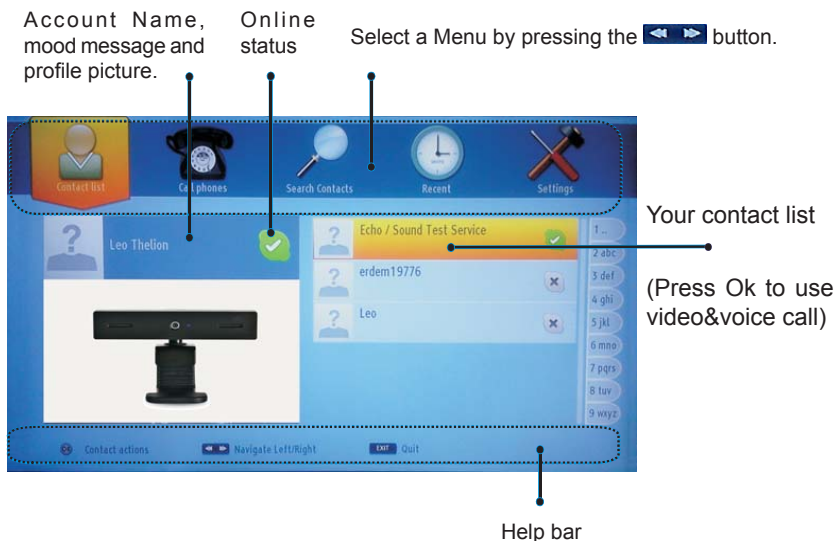 Account Name,
mood message and
profile picture.
Online
status
Select a Menu by pressing the button.
Contact list
Call phones
Search Contacts
Recent
Settings
Leo Thelion
Echo / Sound Test Service
erdem19776
Leo
1 ..
2 abc
3 def
4 ghi
5 jkl
6 mno
7 pqrs
8 tuv
9 wxyz
Your contact list
(Press Ok to use
video&voice call)
OK Contact actions
Navigate Left/Right
EXIT Quit
Help bar